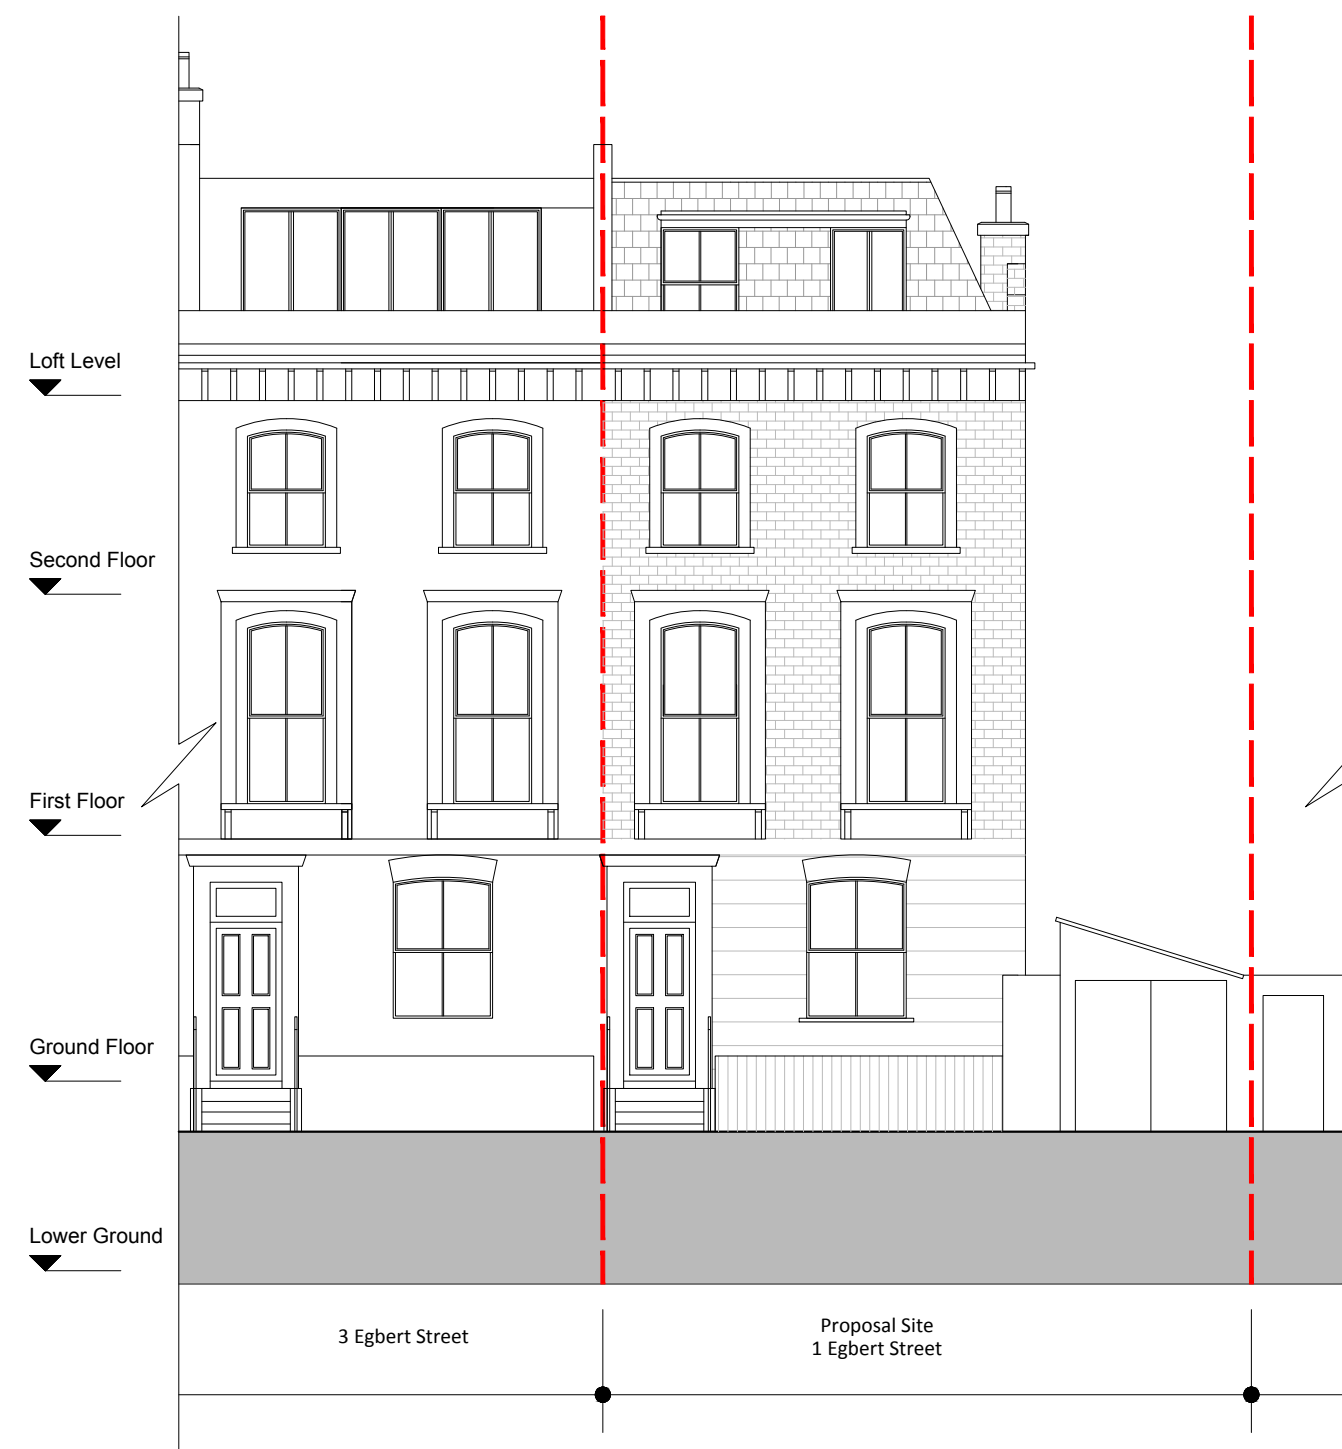 Loft Level
Second Floor
First Floor
Ground Floor
Lower Ground
3 Egbert Street
Proposal Site
1 Egbert Street